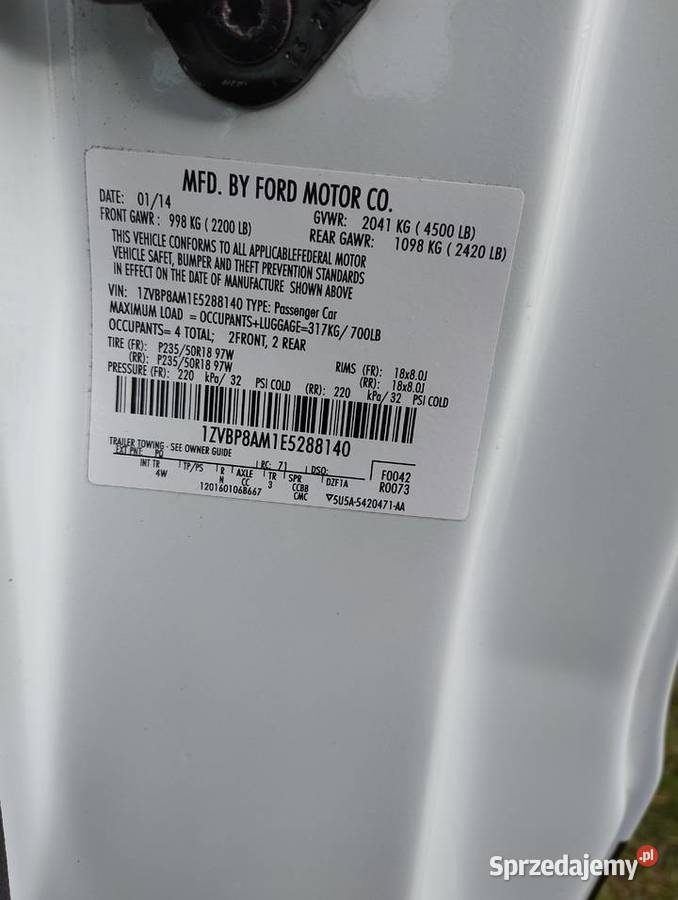 MFD. BY FORD MOTOR CO.
DATE: 01/14 GVWR: 2041 KG ( 4500 LB)
FRONT GAWR: 998 KG ( 2200 LB) REAR GAWR: 1098 KG ( 2420 LB)
THIS VEHICLE CONFORMS TO ALL APPLICABLEFEDERAL MOTOR
VEHICLE SAFET, BUMPER AND THEFT PREVENTION STANDARDS
IN EFFECT ON THE DATE OF MANUFACTURE SHOWN ABOVE
VIN: 1ZVBP8AM1E5288140 TYPE: Passenger Car
MAXIMUM LOAD = OCCUPANTS+LUGGAGE=317KG/ 700LB
OCCUPANTS= 4 TOTAL; 2FRONT, 2 REAR
TIRE (FR): P235/50R18 97W RIMS (FR): 18x8.0J
(RR): P235/50R18 97W (RR): 18x8.0J
PRESSURE (FR): 220 kPa/ 32 PSI COLD (RR): 220 kPa/ 32 PSI COLD
1ZVBP8AM1E5288140
TRAILER TOWING - SEE OWNER GUIDE
EXT PNT: PQ RC: 71 DSO: F0042
INT TR TP/PS R AXLE TR SPR DZF1A R0073
4W N CC 3 CCBB
120160106B667 CMC ▽5U5A-5420471-AA
Sprzedajemy.pl